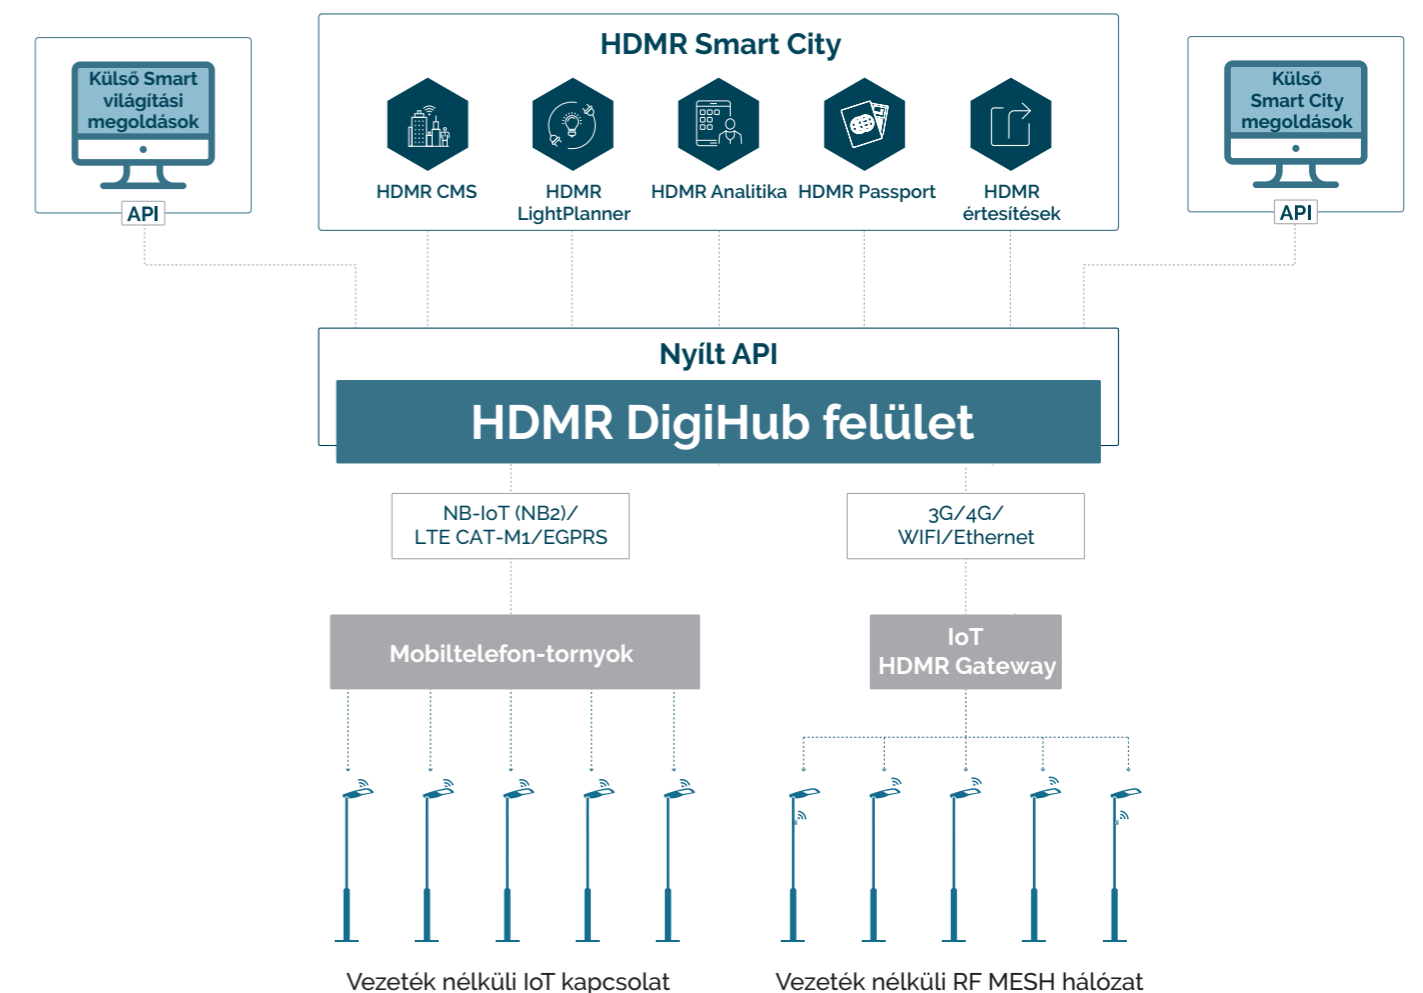 HDMR Smart City
Külső Smart
világítási
megoldások
API
HDMR CMS
HDMR
LightPlanner
HDMR Analitika
HDMR Passport
HDMR
értesítések
Külső
Smart City
megoldások
API
Nyílt API
HDMR DigiHub felület
NB-IoT (NB2)/
LTE CAT-M1/EGPRS
3G/4G/
WIFI/Ethernet
Mobiltelefon-tornyok
IoT
HDMR Gateway
Vezeték nélküli IoT kapcsolat
Vezeték nélküli RF MESH hálózat